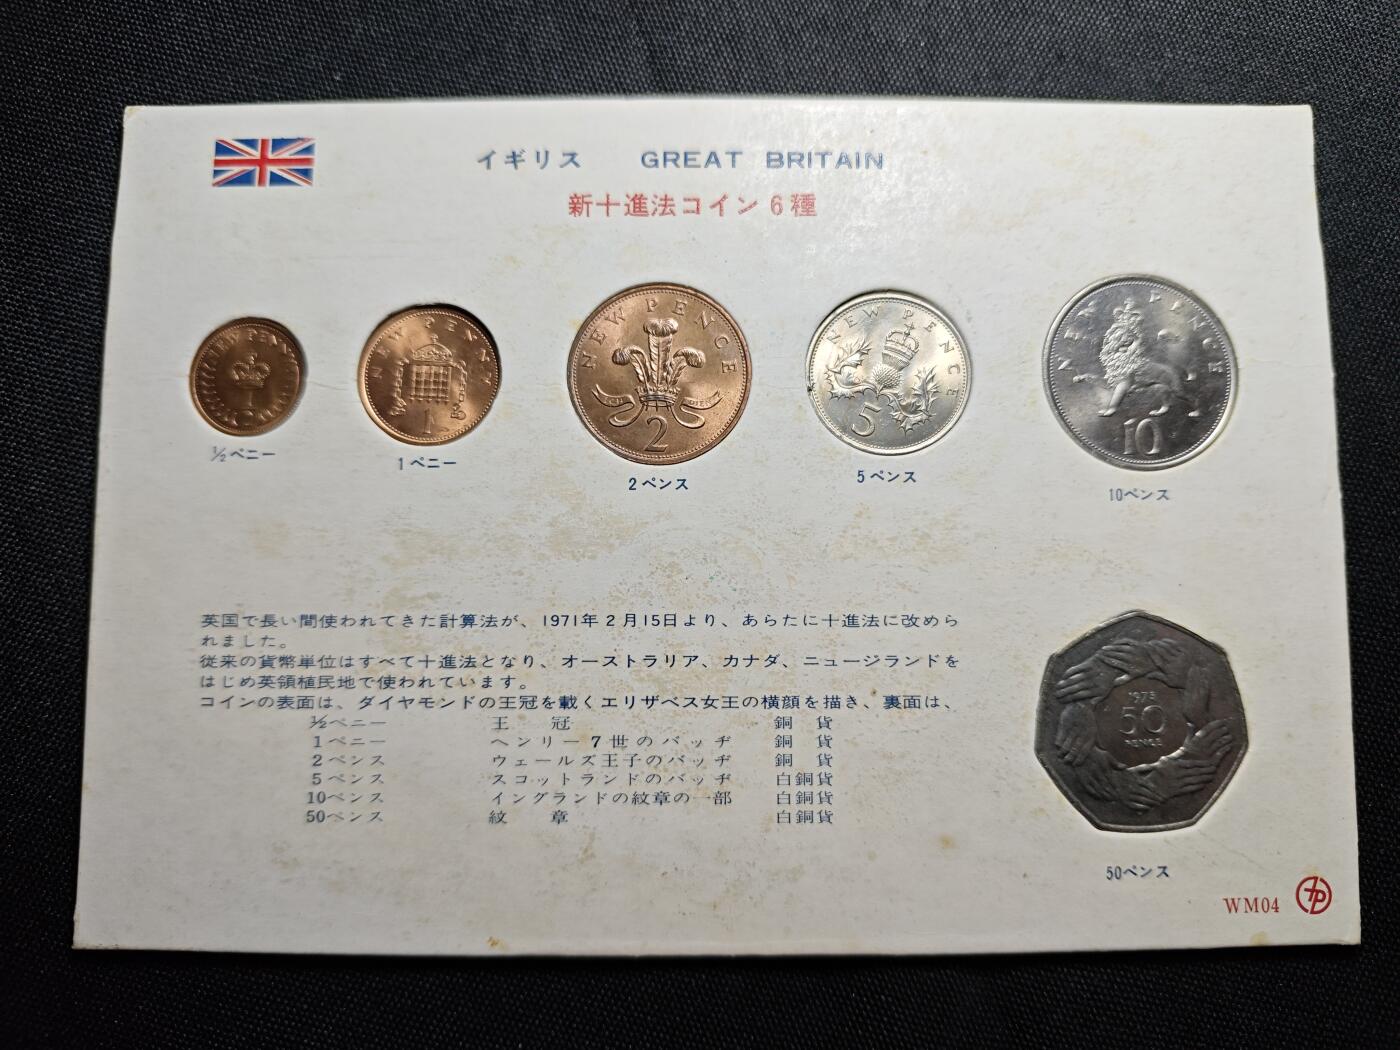 イギリス GREAT BRITAIN
新十進法コイン6種
NEW PENNY
1/2
NEW PENNY
1
NEW PENCE
2
NEW PENCE
5
NEW PENCE
10
½ペニー
1ペニー
2ペンス
5ペンス
10ペンス
英国で長い間使われてきた計算法が、1971年2月15日より、あらたに十進法に改めら
れました。
従来の貨幣単位はすべて十進法となり、オーストラリア、カナダ、ニュージランドを
はじめ英領植民地で使われています。
コインの表面は、ダイヤモンドの王冠を戴くエリザベス女王の横顔を描き、裏面は、
½ペニー 王冠 銅貨
1ペニー ヘンリー7世のバッヂ 銅貨
2ペンス ウェールズ王子のバッヂ 銅貨
5ペンス スコットランドのバッヂ 白銅貨
10ペンス イングランドの紋章の一部 白銅貨
50ペンス 紋章 白銅貨
1973
50
PENCE
50ペンス
WM04